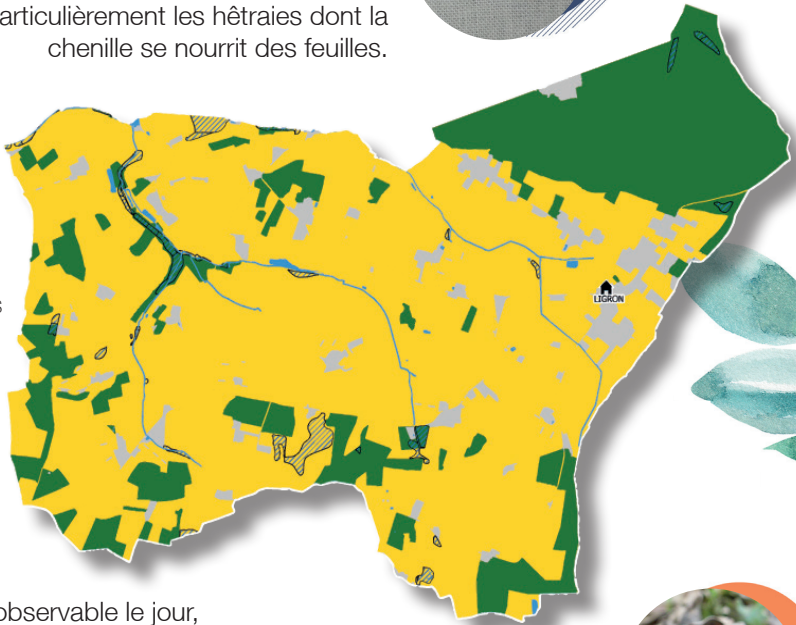 articulièrement les hêtraies dont la
chenille se nourrit des feuilles.
LIGRON
s
observable le jour,